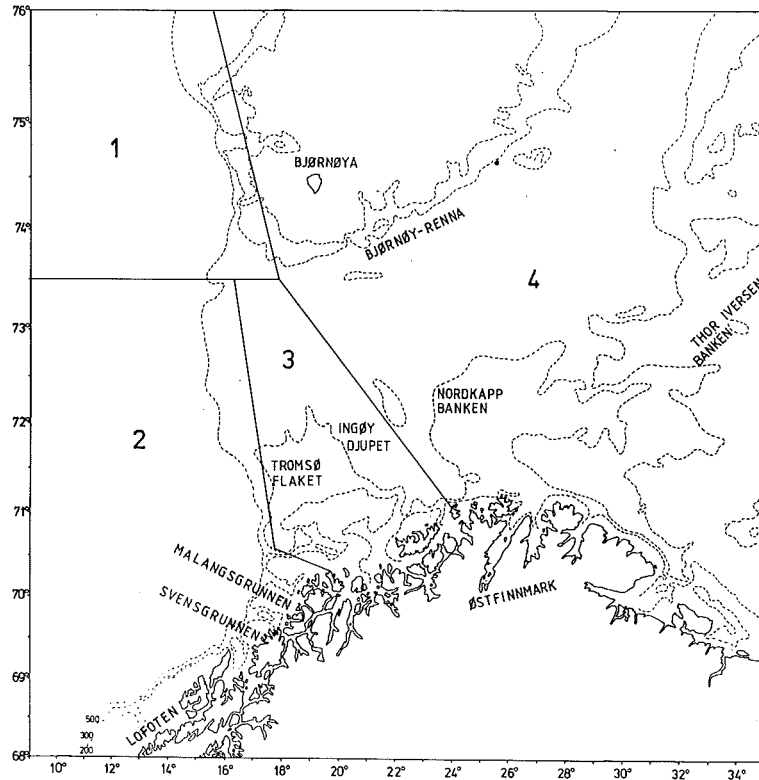 76°
75°
74°
73°
72°
71°
70°
69°
68°
1
2
3
4
BJØRNØYA
BJØRNØY-RENNA
THOR IVERSEN
BANKEN
NORDKAPP
BANKEN
INGØY
DJUPET
TROMSØ
FLAKET
MALANGSGRUNNEN
SVENSGRUNNEN
ØSTFINNMARK
LOFOTEN
500
300
200
10° 12° 14° 16° 18° 20° 22° 24° 26° 28° 30° 32° 34°